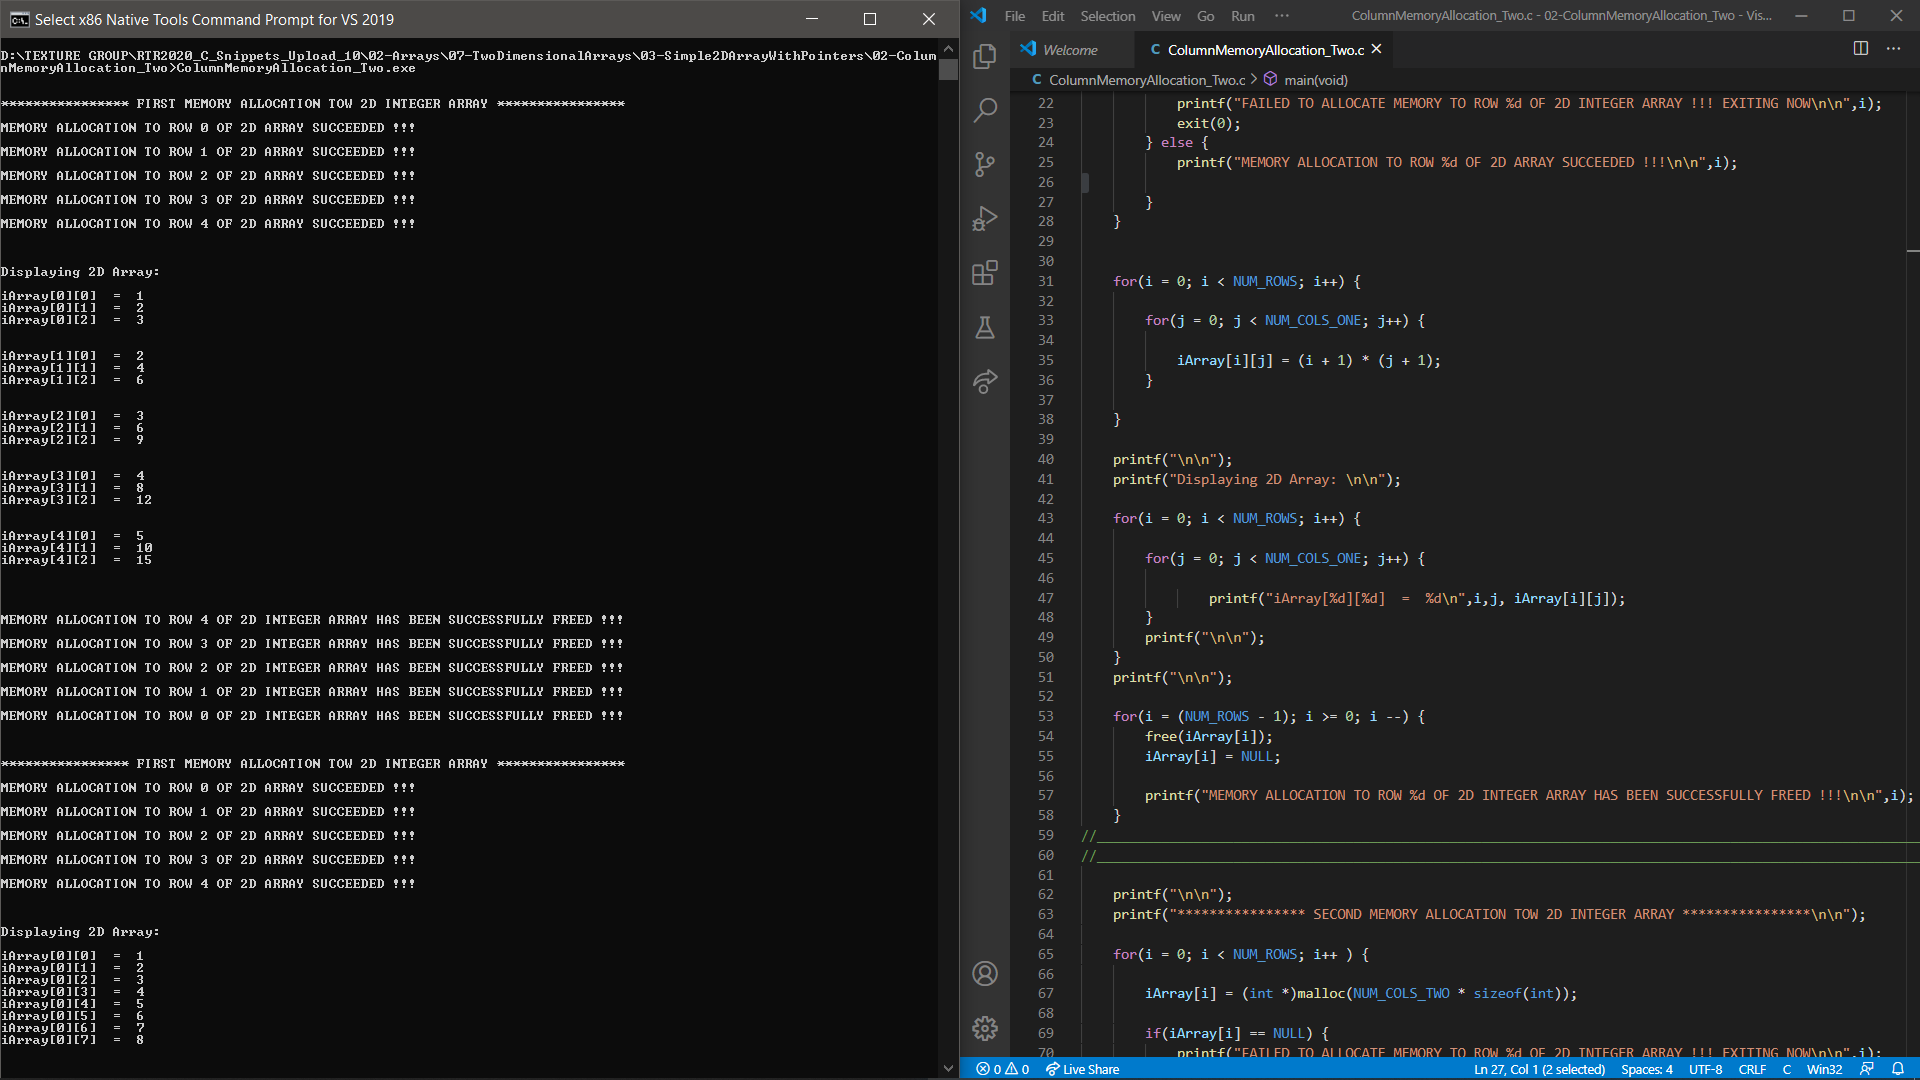 Select x86 Native Tools Command Prompt for VS 2019
D:\TEXTURE GROUP\RTR2020_C_Snippets_Upload_10\02-Arrays\07-TwoDimensionalArrays\03-Simple2DArrayWithPointers\02-Colum
nMemoryAllocation_Two>ColumnMemoryAllocation_Two.exe
**************** FIRST MEMORY ALLOCATION TOW 2D INTEGER ARRAY ****************
MEMORY ALLOCATION TO ROW 0 OF 2D ARRAY SUCCEEDED !!!
MEMORY ALLOCATION TO ROW 1 OF 2D ARRAY SUCCEEDED !!!
MEMORY ALLOCATION TO ROW 2 OF 2D ARRAY SUCCEEDED !!!
MEMORY ALLOCATION TO ROW 3 OF 2D ARRAY SUCCEEDED !!!
MEMORY ALLOCATION TO ROW 4 OF 2D ARRAY SUCCEEDED !!!
Displaying 2D Array:
iArray[0][0]  =  1
iArray[0][1]  =  2
iArray[0][2]  =  3
iArray[1][0]  =  2
iArray[1][1]  =  4
iArray[1][2]  =  6
iArray[2][0]  =  3
iArray[2][1]  =  6
iArray[2][2]  =  9
iArray[3][0]  =  4
iArray[3][1]  =  8
iArray[3][2]  =  12
iArray[4][0]  =  5
iArray[4][1]  =  10
iArray[4][2]  =  15
MEMORY ALLOCATION TO ROW 4 OF 2D INTEGER ARRAY HAS BEEN SUCCESSFULLY FREED !!!
MEMORY ALLOCATION TO ROW 3 OF 2D INTEGER ARRAY HAS BEEN SUCCESSFULLY FREED !!!
MEMORY ALLOCATION TO ROW 2 OF 2D INTEGER ARRAY HAS BEEN SUCCESSFULLY FREED !!!
MEMORY ALLOCATION TO ROW 1 OF 2D INTEGER ARRAY HAS BEEN SUCCESSFULLY FREED !!!
MEMORY ALLOCATION TO ROW 0 OF 2D INTEGER ARRAY HAS BEEN SUCCESSFULLY FREED !!!
**************** FIRST MEMORY ALLOCATION TOW 2D INTEGER ARRAY ****************
MEMORY ALLOCATION TO ROW 0 OF 2D ARRAY SUCCEEDED !!!
MEMORY ALLOCATION TO ROW 1 OF 2D ARRAY SUCCEEDED !!!
MEMORY ALLOCATION TO ROW 2 OF 2D ARRAY SUCCEEDED !!!
MEMORY ALLOCATION TO ROW 3 OF 2D ARRAY SUCCEEDED !!!
MEMORY ALLOCATION TO ROW 4 OF 2D ARRAY SUCCEEDED !!!
Displaying 2D Array:
iArray[0][0]  =  1
iArray[0][1]  =  2
iArray[0][2]  =  3
iArray[0][3]  =  4
iArray[0][4]  =  5
iArray[0][5]  =  6
iArray[0][6]  =  7
iArray[0][7]  =  8
File Edit Selection View Go Run ··· ColumnMemoryAllocation_Two.c - 02-ColumnMemoryAllocation_Two - Vis...
Welcome C ColumnMemoryAllocation_Two.c
C ColumnMemoryAllocation_Two.c > main(void)
22 printf("FAILED TO ALLOCATE MEMORY TO ROW %d OF 2D INTEGER ARRAY !!! EXITING NOW\n\n",i);
23 exit(0);
24 } else {
25 printf("MEMORY ALLOCATION TO ROW %d OF 2D ARRAY SUCCEEDED !!!\n\n",i);
26
27 }
28 }
29
30
31 for(i = 0; i < NUM_ROWS; i++) {
32
33 for(j = 0; j < NUM_COLS_ONE; j++) {
34
35 iArray[i][j] = (i + 1) * (j + 1);
36 }
37
38 }
39
40 printf("\n\n");
41 printf("Displaying 2D Array: \n\n");
42
43 for(i = 0; i < NUM_ROWS; i++) {
44
45 for(j = 0; j < NUM_COLS_ONE; j++) {
46
47 printf("iArray[%d][%d]  =  %d\n",i,j, iArray[i][j]);
48 }
49 printf("\n\n");
50 }
51 printf("\n\n");
52
53 for(i = (NUM_ROWS - 1); i >= 0; i --) {
54 free(iArray[i]);
55 iArray[i] = NULL;
56
57 printf("MEMORY ALLOCATION TO ROW %d OF 2D INTEGER ARRAY HAS BEEN SUCCESSFULLY FREED !!!\n\n",i);
58 }
59 //____________________________________________________________
60 //____________________________________________________________
61
62 printf("\n\n");
63 printf("**************** SECOND MEMORY ALLOCATION TOW 2D INTEGER ARRAY ****************\n\n");
64
65 for(i = 0; i < NUM_ROWS; i++ ) {
66
67 iArray[i] = (int *)malloc(NUM_COLS_TWO * sizeof(int));
68
69 if(iArray[i] == NULL) {
70 printf("FAILED TO ALLOCATE MEMORY TO ROW %d OF 2D INTEGER ARRAY !!! EXITING NOW\n\n",i);
0 0 Live Share Ln 27, Col 1 (2 selected) Spaces: 4 UTF-8 CRLF C Win32